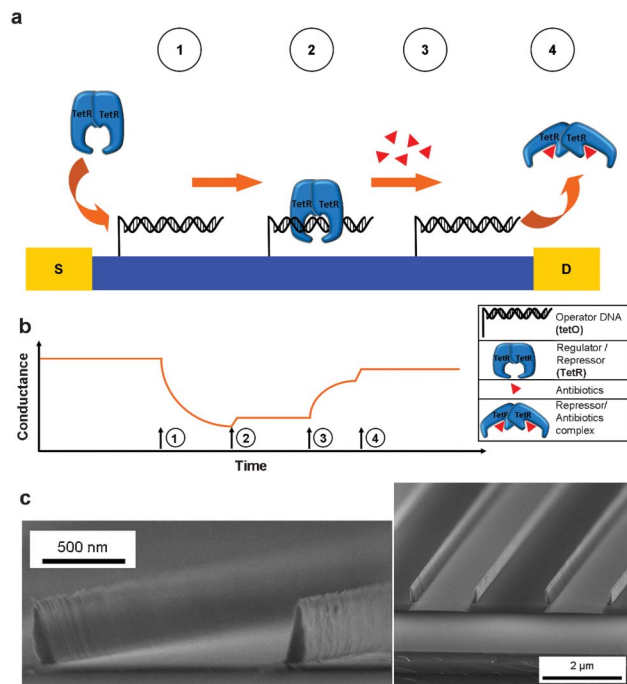 a
1 2 3 4
TetR TetR
TetR TetR
TetR TetR
S D
b
Conductance
1 2 3 4
Time
Operator DNA
(tetO)
TetR TetR
Regulator /
Repressor
(TetR)
Antibiotics
TetR TetR
Repressor/
Antibiotics
complex
c
500 nm
2 µm